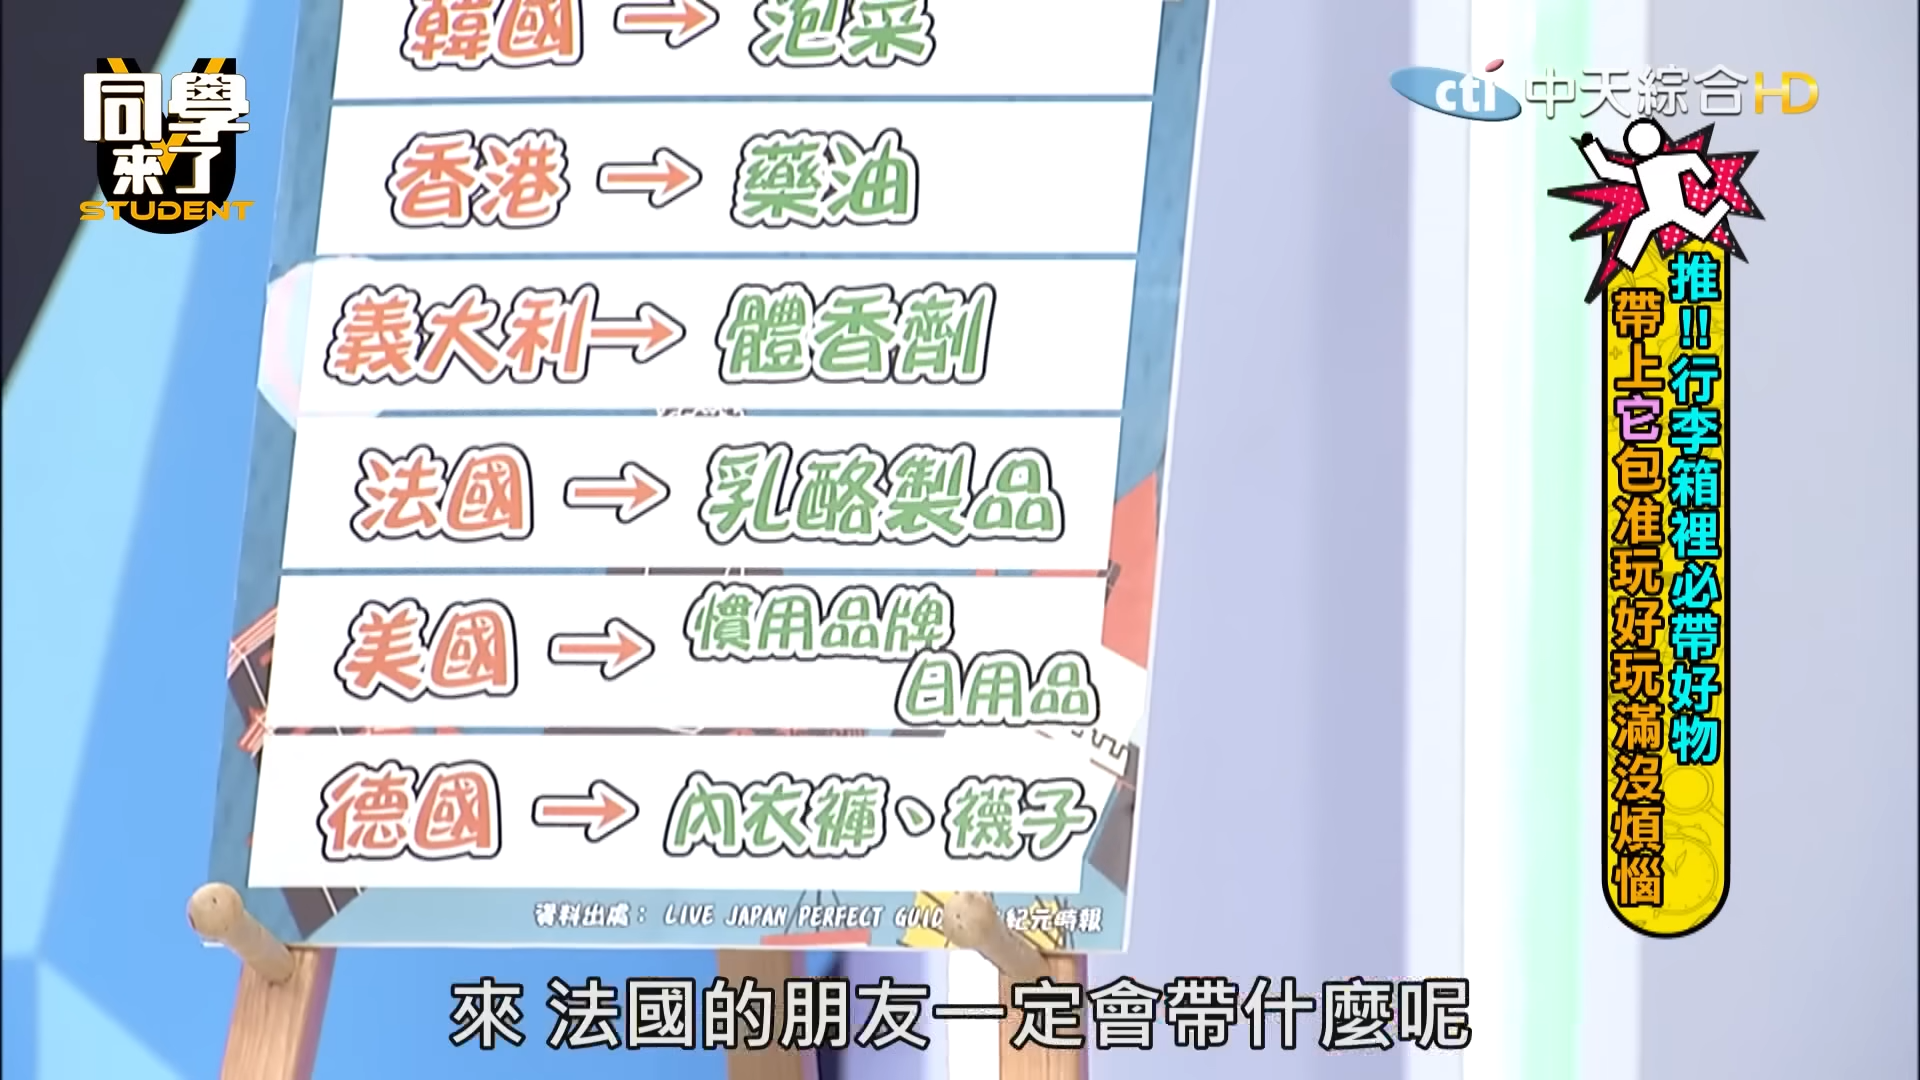 同學
來了
STUDENT
cti 中天綜合HD
韓國 → 泡菜
香港 → 藥油
義大利 → 體香劑
法國 → 乳酪製品
美國 → 慣用品牌
日用品
德國 → 內衣褲、襪子
資料出處： LIVE JAPAN PERFECT GUID 紀元時報
推!!行李箱裡必帶好物
帶上它包准玩好玩滿沒煩惱
來 法國的朋友一定會帶什麼呢